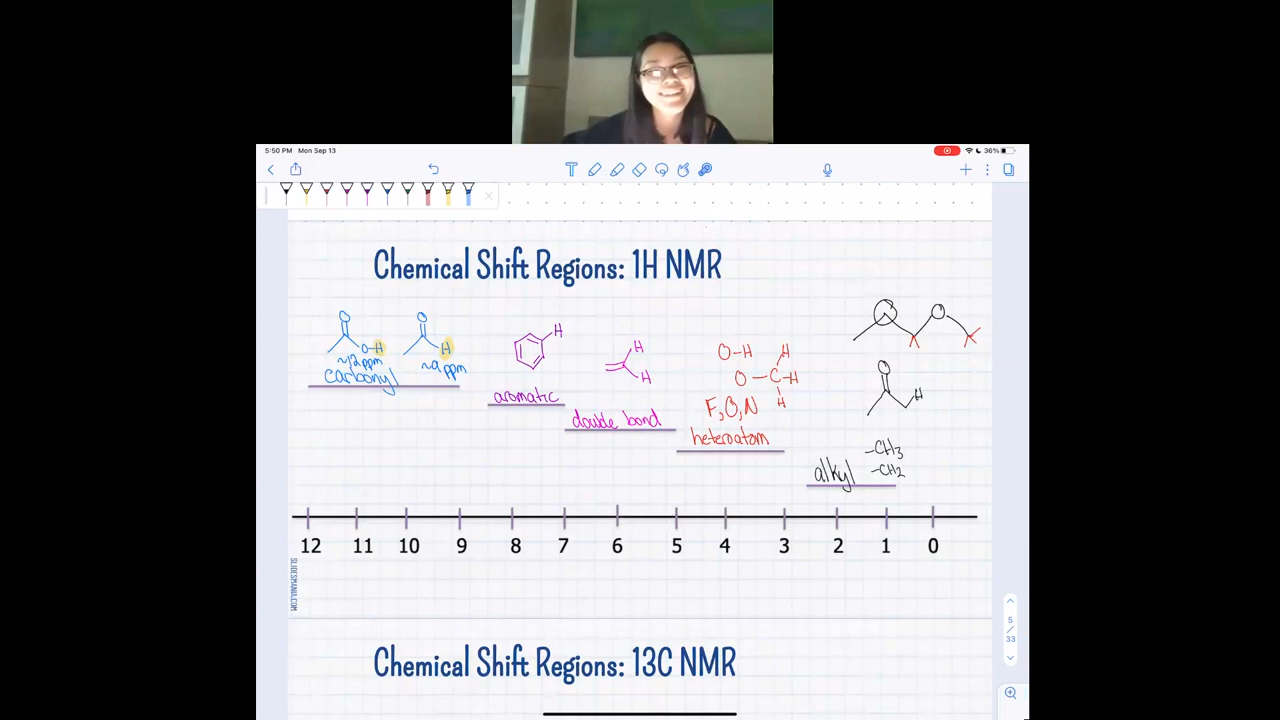 5:50 PM Mon Sep 13
36%
T
Chemical Shift Regions: 1H NMR
O
O-H
~12 ppm
carbonyl
O
H
~9 ppm
H
aromatic
H
H
double bond
O-H
H
O-C-H
H
F, O, N
heteroatom
O
O
H
-CH3
-CH2
alkyl
12 11 10 9 8 7 6 5 4 3 2 1 0
SLIDESMANIA.COM
5
/
33
Chemical Shift Regions: 13C NMR